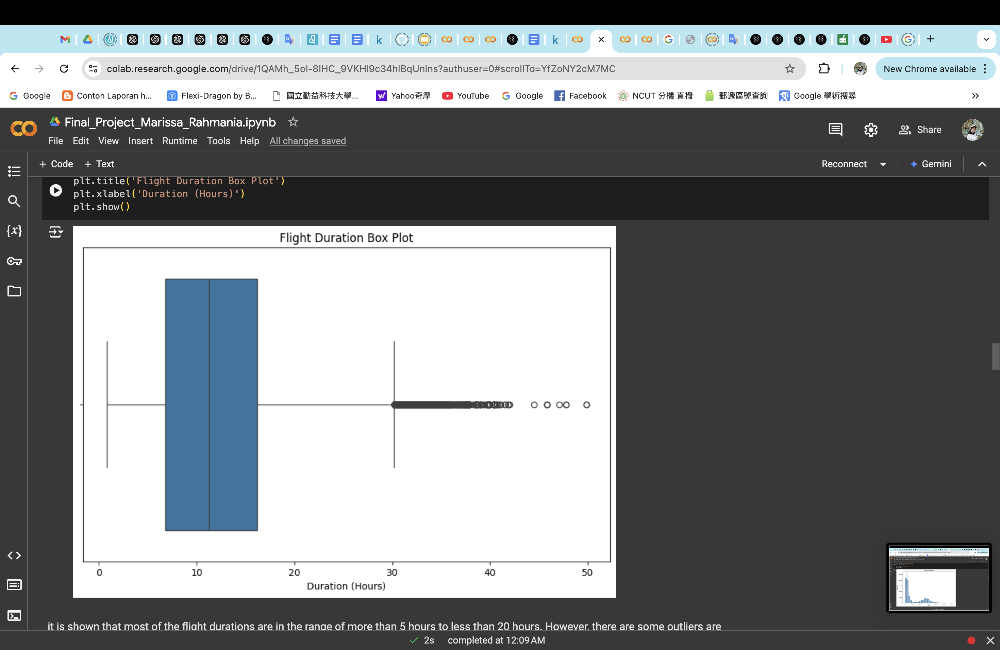 colab.research.google.com/drive/1QAMh_5ol-8IHC_9VKHl9c34hlBqUnIns?authuser=0#scrollTo=YfZoNY2cM7MC
New Chrome available
Google
Contoh Laporan h...
Flexi-Dragon by B...
國立勤益科技大學...
Yahoo奇摩
YouTube
Google
Facebook
NCUT 分機 直撥
郵遞區號查詢
Google 學術搜尋
Final_Project_Marissa_Rahmania.ipynb
File Edit View Insert Runtime Tools Help All changes saved
Share
+ Code + Text
Reconnect
Gemini
plt.title('Flight Duration Box Plot')
plt.xlabel('Duration (Hours)')
plt.show()
{x}
Flight Duration Box Plot
0 10 20 30 40 50
Duration (Hours)
it is shown that most of the flight durations are in the range of more than 5 hours to less than 20 hours. However, there are some outliers are
2s completed at 12:09 AM